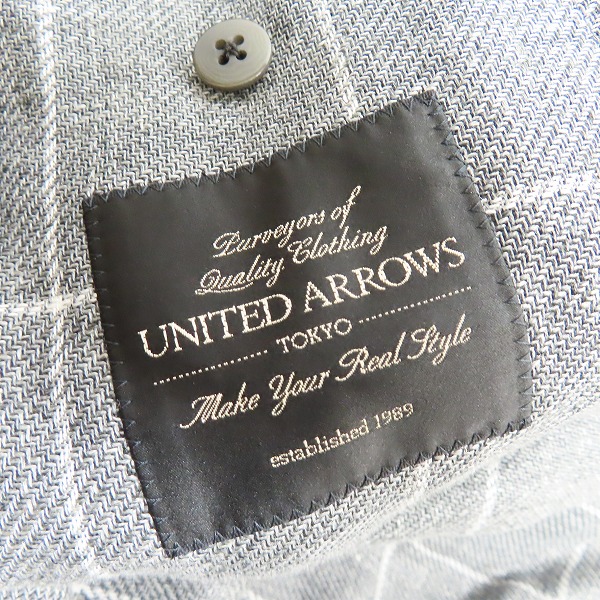 Purveyors of
Quality Clothing
UNITED ARROWS
TOKYO
Make Your Real Style
established 1989